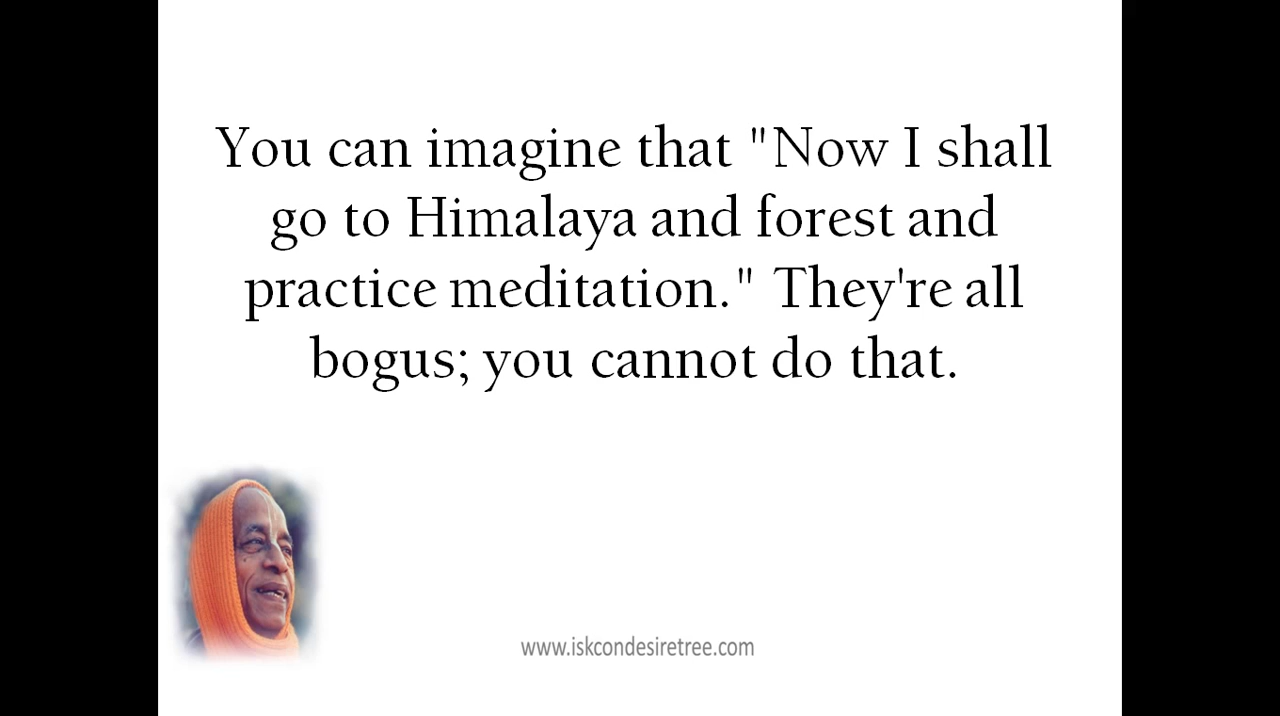 You can imagine that "Now I shall
go to Himalaya and forest and
practice meditation." They're all
bogus; you cannot do that.
www.iskcondesiretree.com